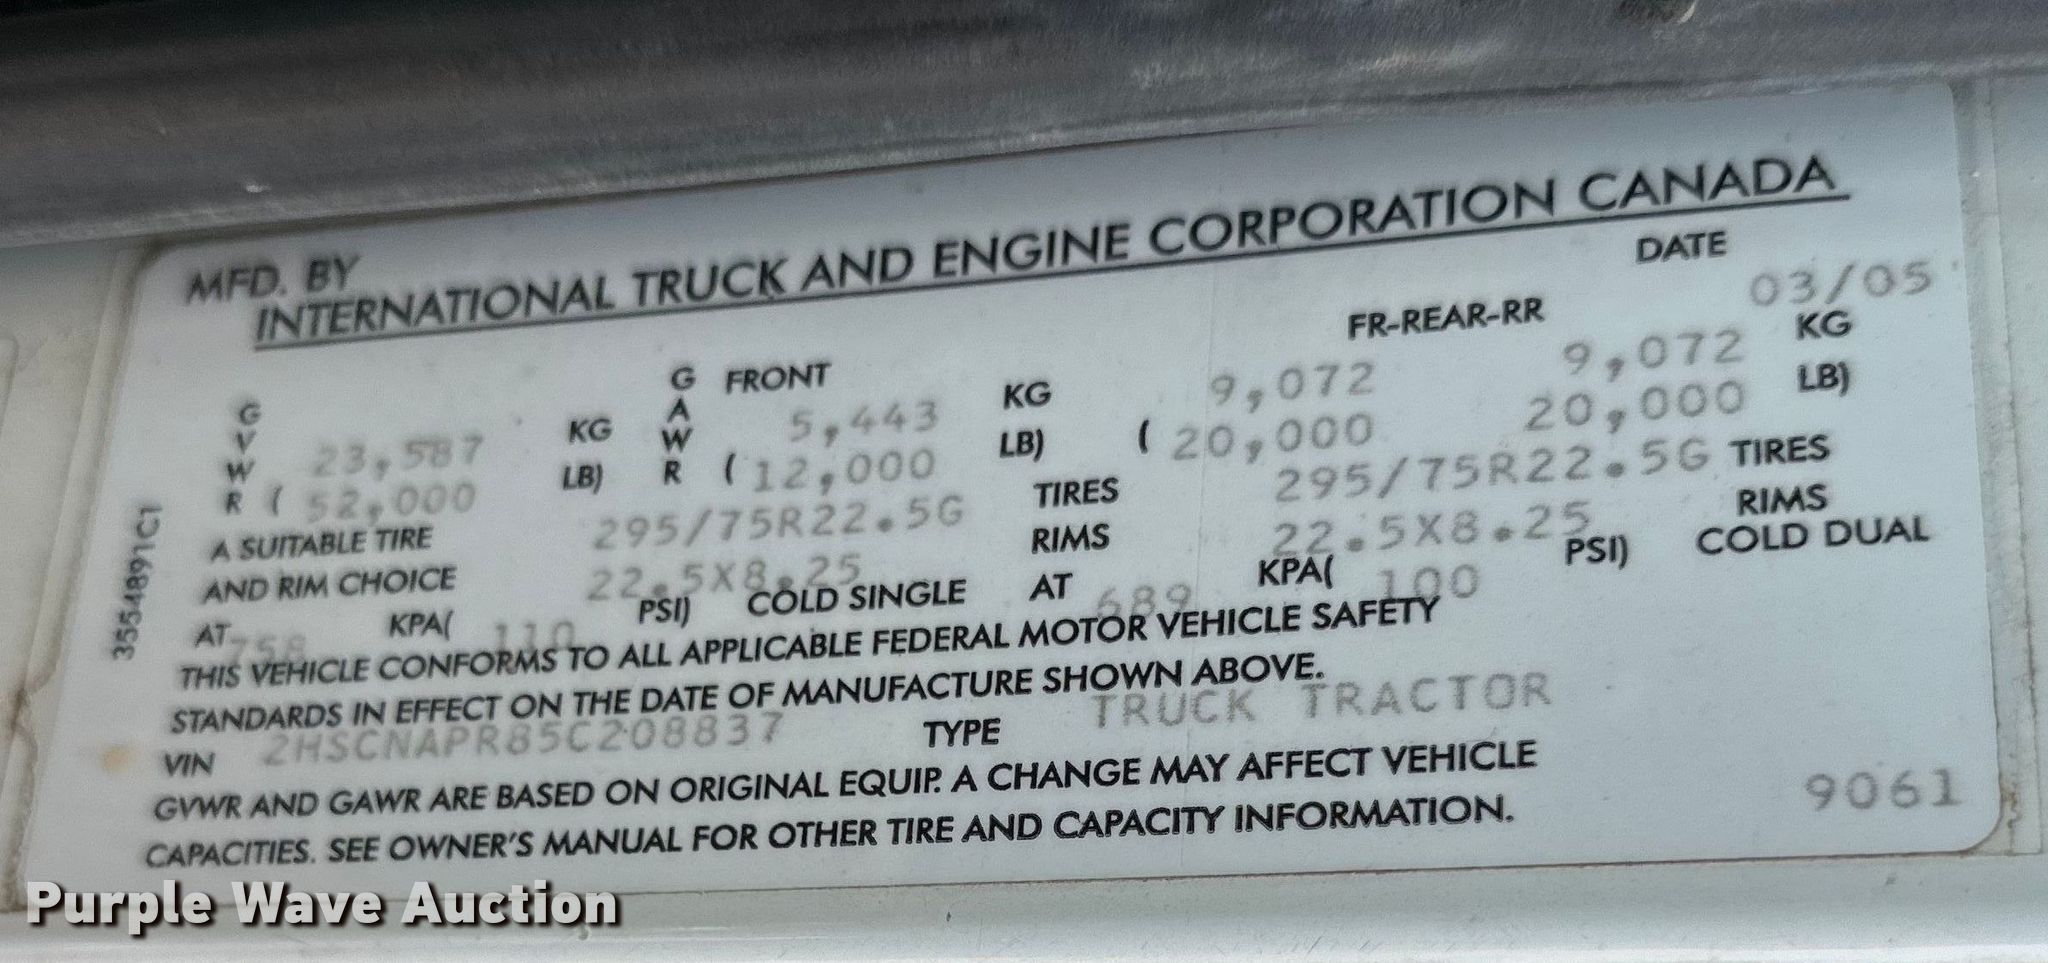 MFD. BY
INTERNATIONAL TRUCK AND ENGINE CORPORATION CANADA
DATE
03/05
GVWR 23,587 KG GAWR FRONT 5,443 KG FR-REAR-RR 9,072 9,072 KG
( 52,000 LB) ( 12,000 LB) ( 20,000 20,000 LB)
A SUITABLE TIRE 295/75R22.5G TIRES 295/75R22.5G TIRES
AND RIM CHOICE 22.5X8.25 RIMS 22.5X8.25 RIMS
AT 758 KPA( 110 PSI) COLD SINGLE AT 689 KPA( 100 PSI) COLD DUAL
THIS VEHICLE CONFORMS TO ALL APPLICABLE FEDERAL MOTOR VEHICLE SAFETY
STANDARDS IN EFFECT ON THE DATE OF MANUFACTURE SHOWN ABOVE.
VIN 2HSCNAPR85C208837 TYPE TRUCK TRACTOR
GVWR AND GAWR ARE BASED ON ORIGINAL EQUIP. A CHANGE MAY AFFECT VEHICLE
CAPACITIES. SEE OWNER'S MANUAL FOR OTHER TIRE AND CAPACITY INFORMATION.
9061
3554891C1
Purple Wave Auction